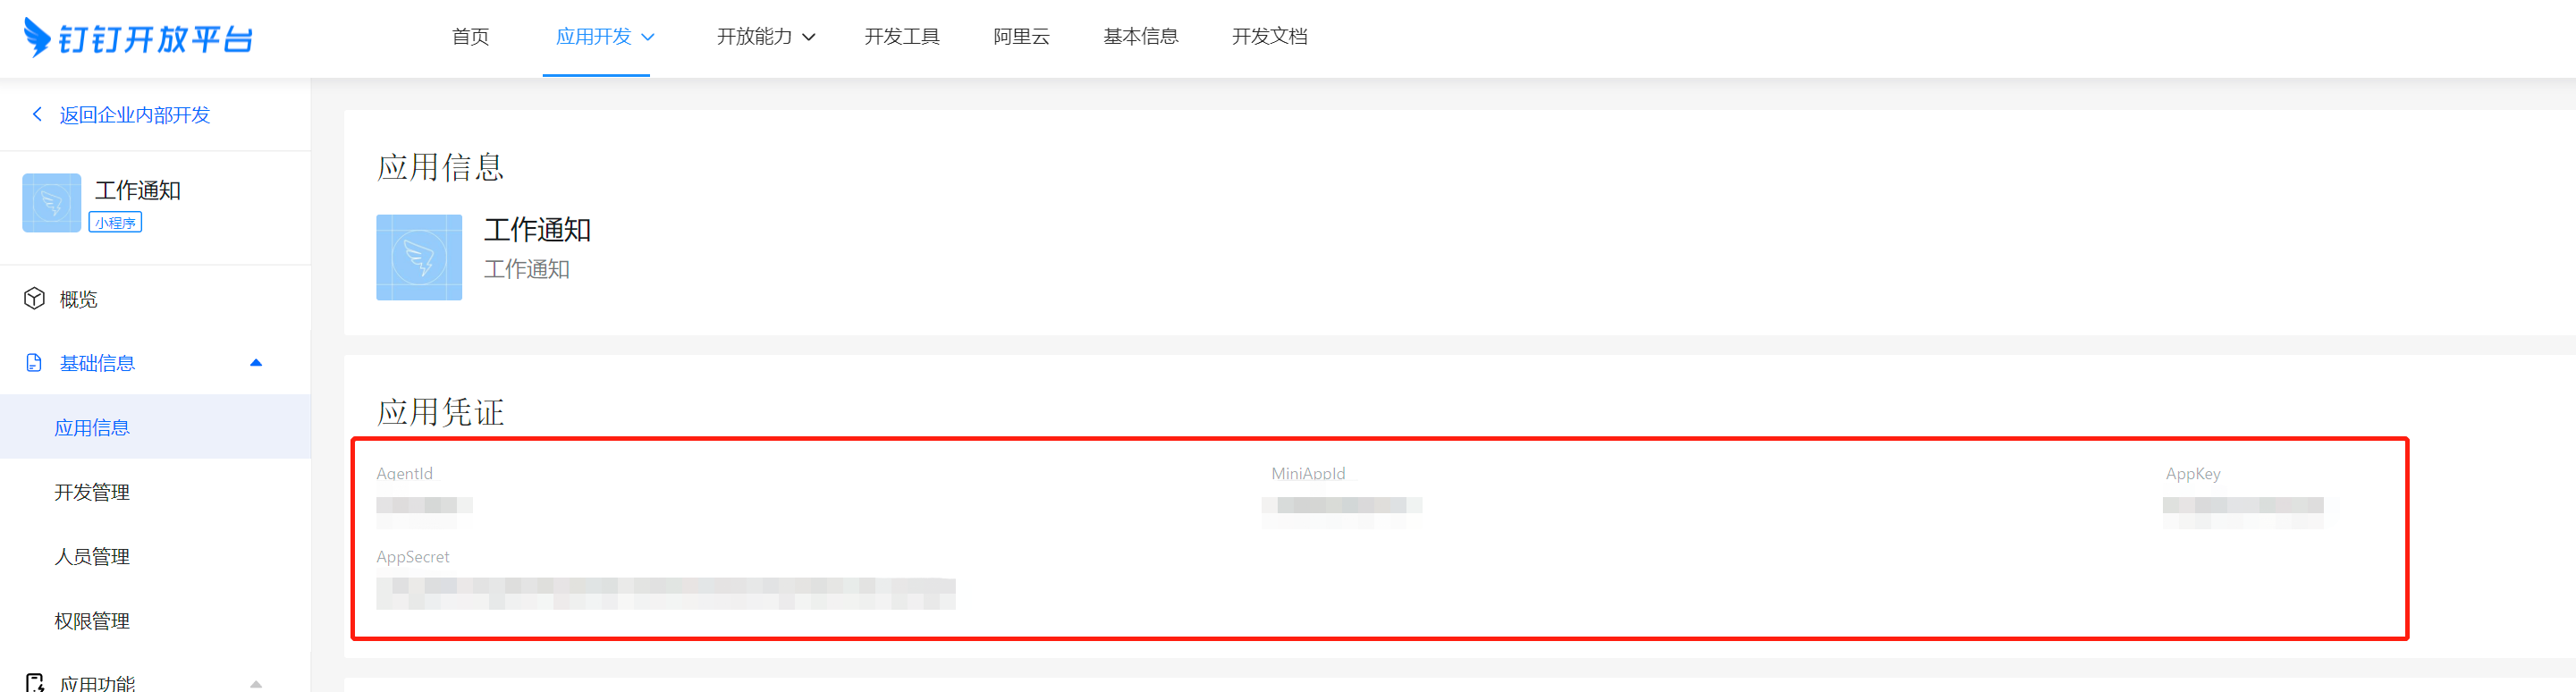 钉钉开放平台
首页 应用开发 开放能力 开发工具 阿里云 基本信息 开发文档
返回企业内部开发
工作通知
小程序
概览
基础信息
应用信息
开发管理
人员管理
权限管理
应用功能
应用信息
工作通知
工作通知
应用凭证
AgentId MiniAppId AppKey
AppSecret